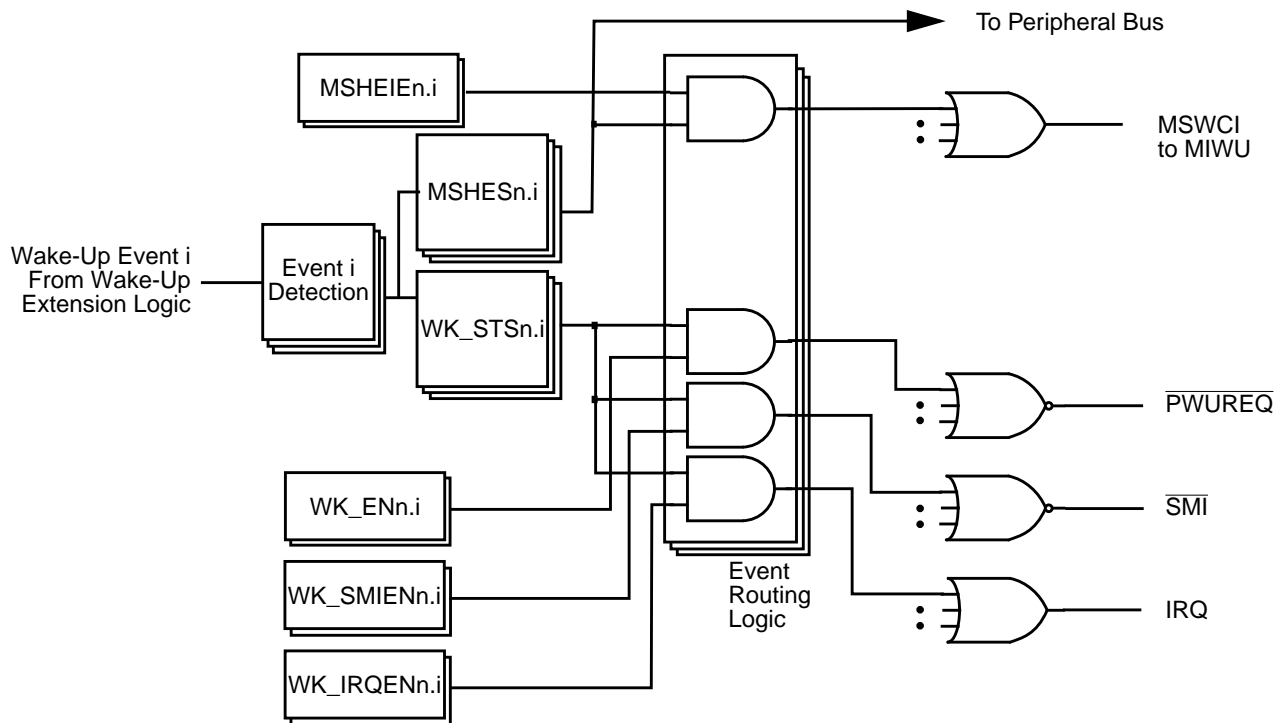 To Peripheral Bus
MSHEIEn.i
MSWCI
to MIWU
MSHESn.i
Wake-Up Event i
From Wake-Up
Extension Logic
Event i
Detection
WK_STSn.i
PWUREQ
WK_ENn.i
SMI
Event
Routing
Logic
WK_SMIENn.i
IRQ
WK_IRQENn.i